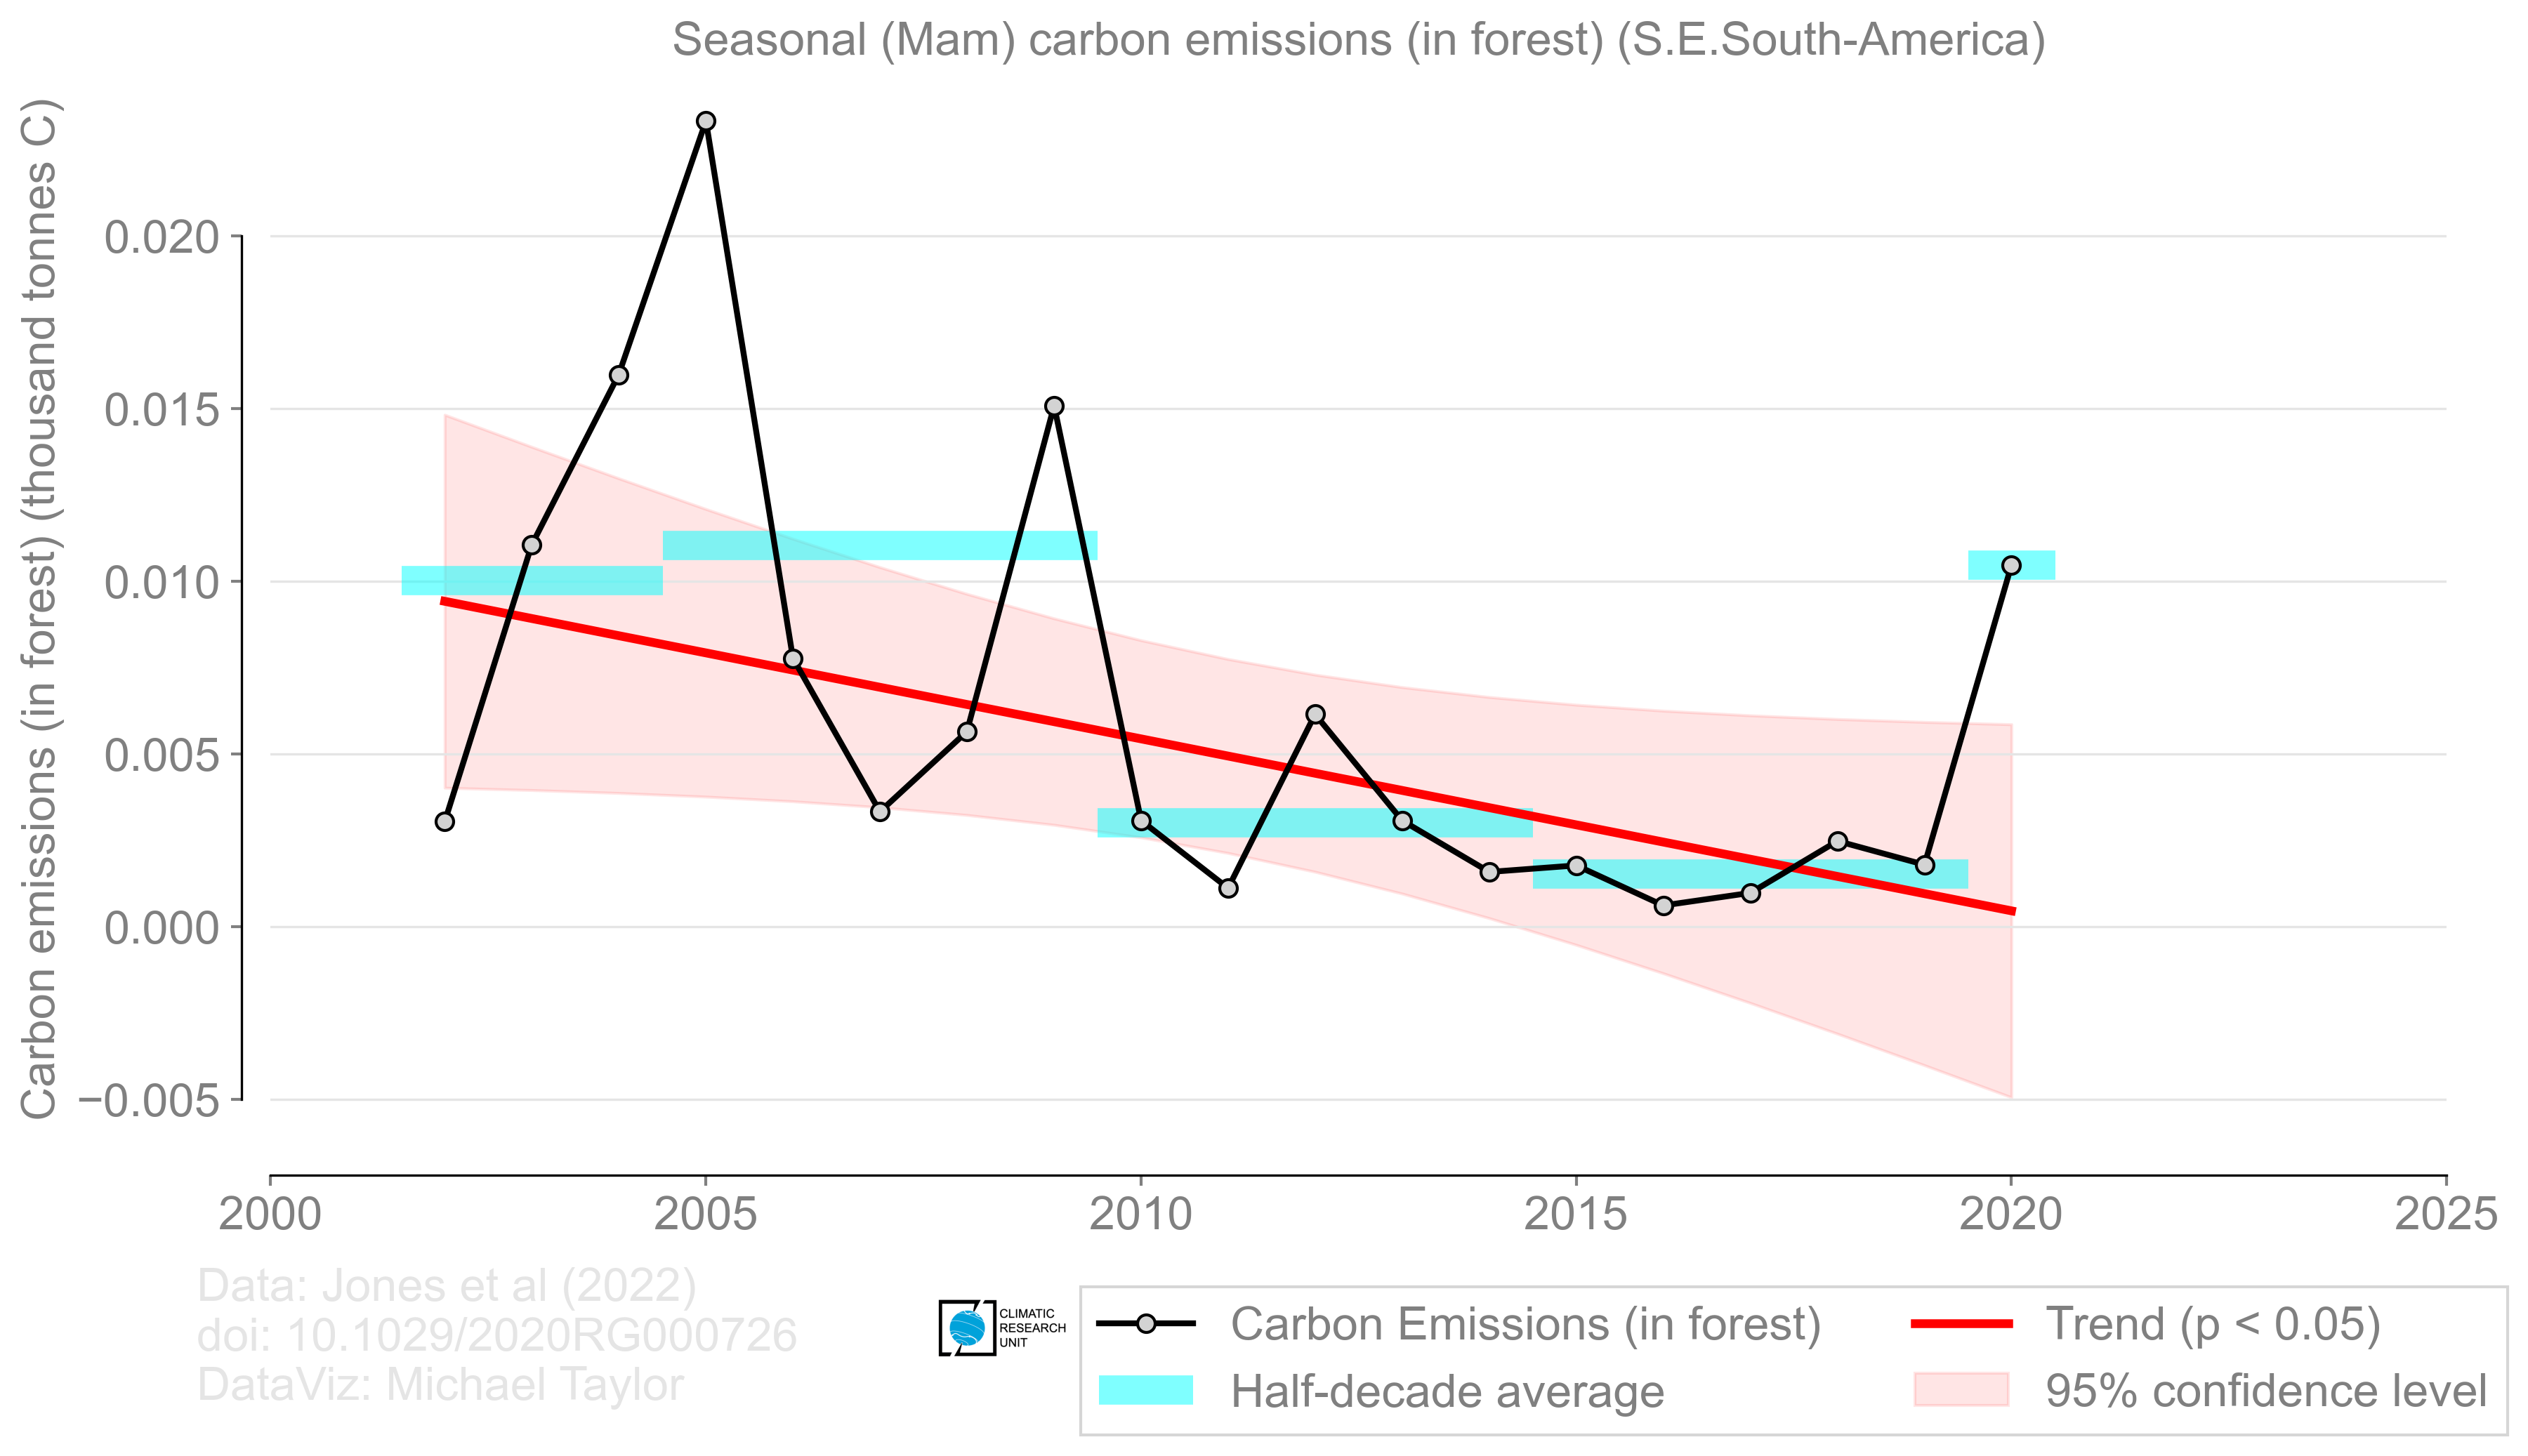 Seasonal (Mam) carbon emissions (in forest) (S.E.South-America)
Carbon emissions (in forest) (thousand tonnes C)
0.020
0.015
0.010
0.005
0.000
−0.005
2000 2005 2010 2015 2020 2025
Data: Jones et al (2022)
doi: 10.1029/2020RG000726
DataViz: Michael Taylor
CLIMATIC
RESEARCH
UNIT
Carbon Emissions (in forest)
Half-decade average
Trend (p < 0.05)
95% confidence level